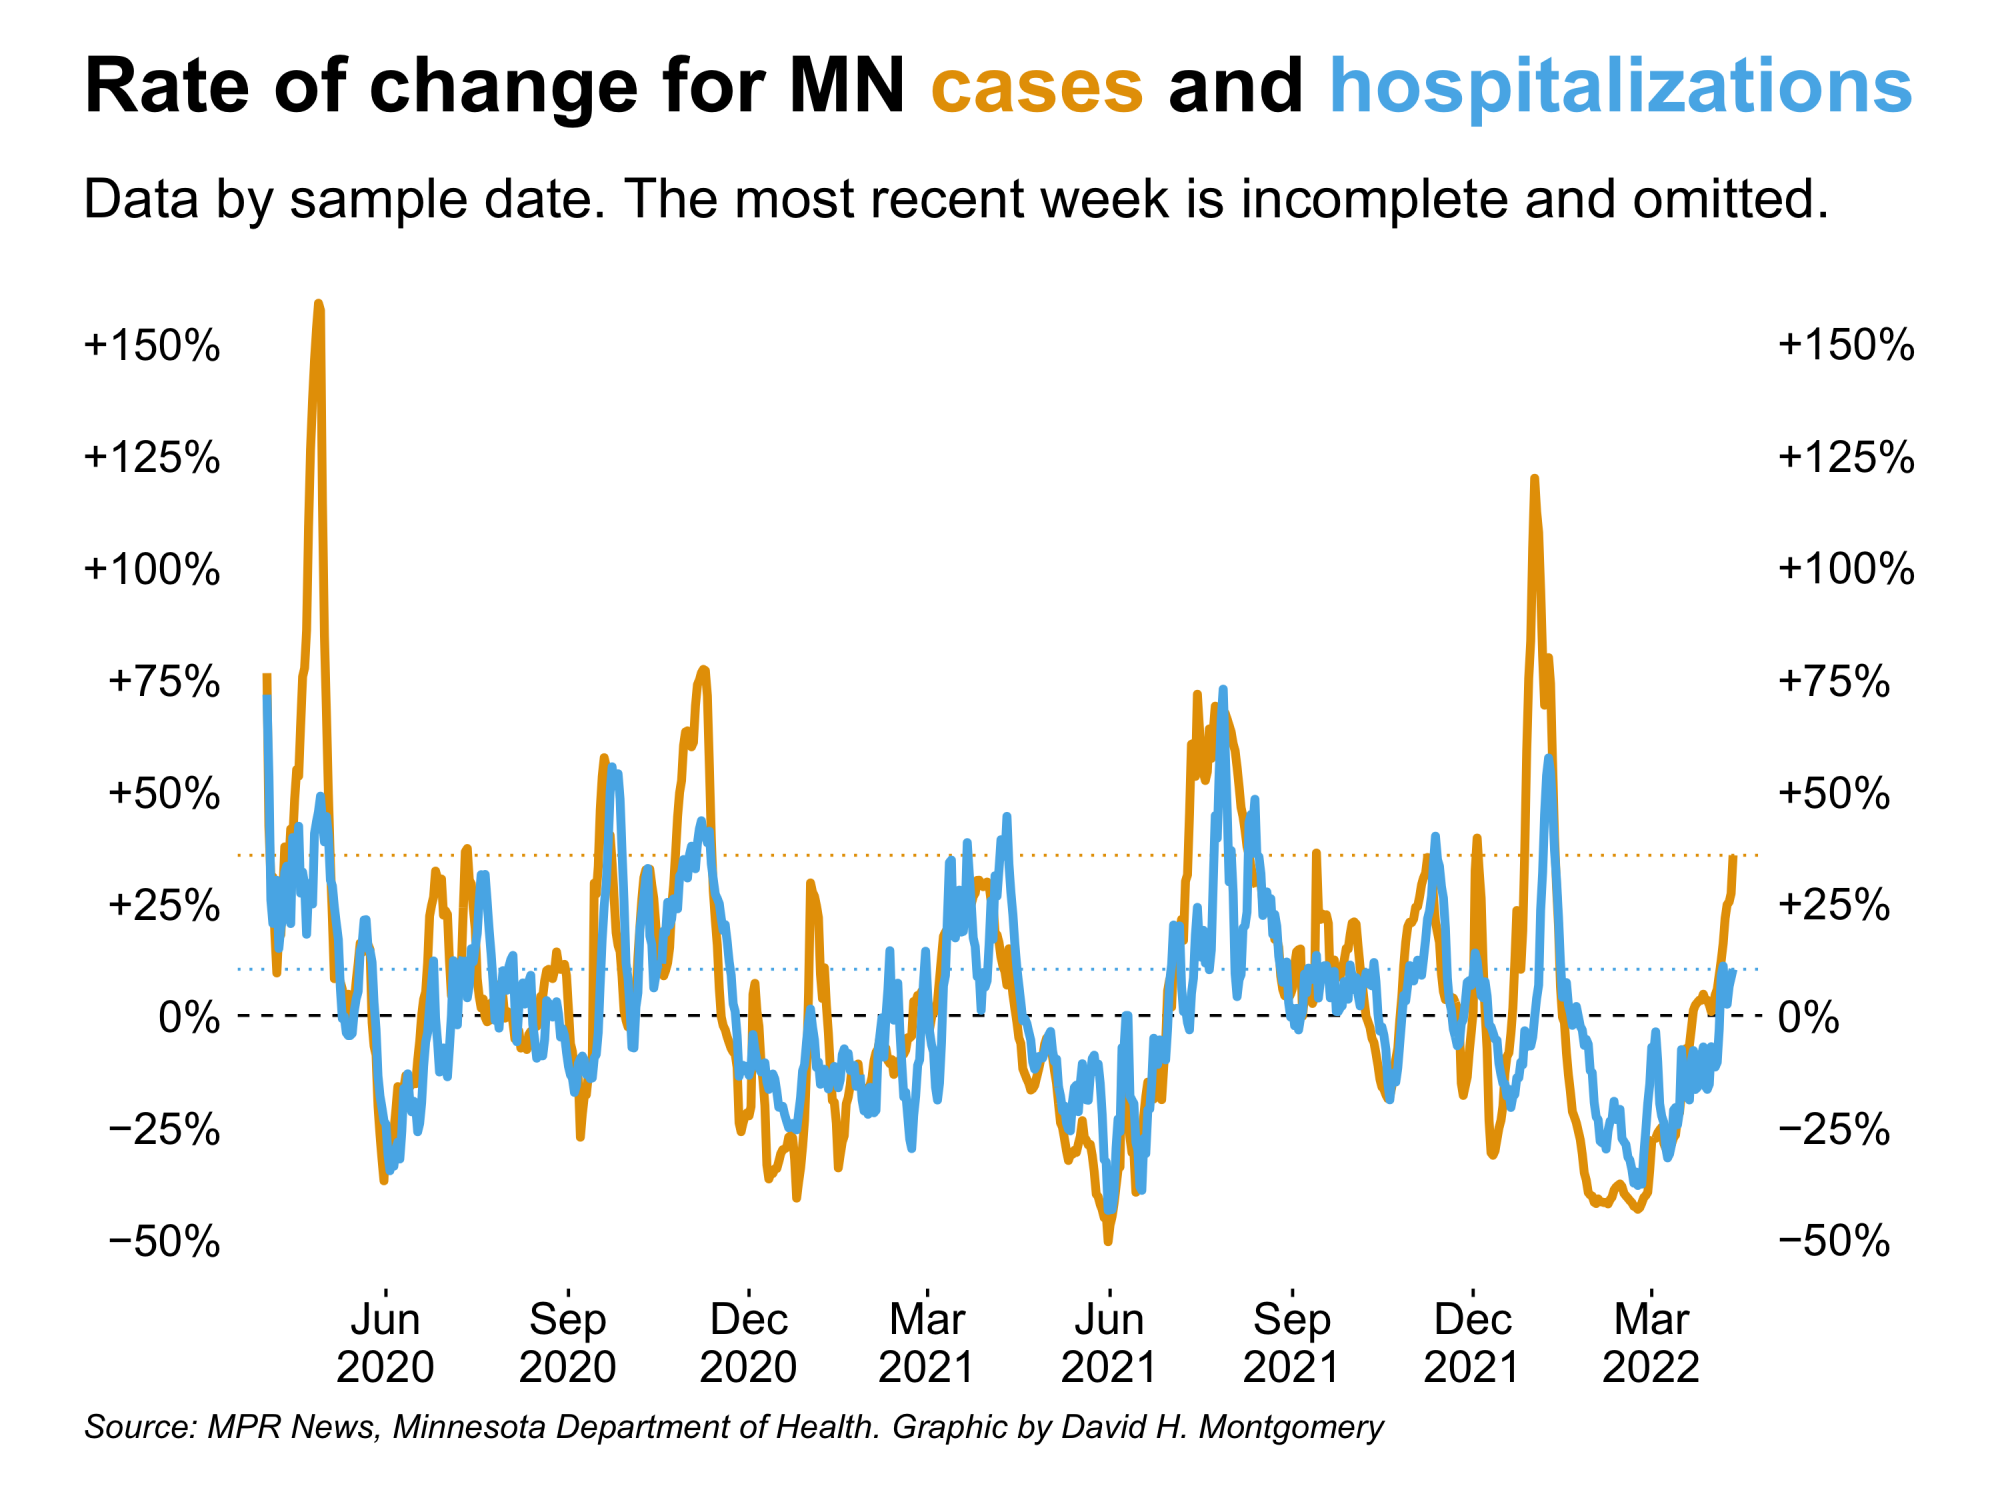 Rate of change for MN cases and hospitalizations
Data by sample date. The most recent week is incomplete and omitted.
+150% +150%
+125% +125%
+100% +100%
+75% +75%
+50% +50%
+25% +25%
0% 0%
−25% −25%
−50% −50%
Jun Sep Dec Mar Jun Sep Dec Mar
2020 2020 2020 2021 2021 2021 2021 2022
Source: MPR News, Minnesota Department of Health. Graphic by David H. Montgomery